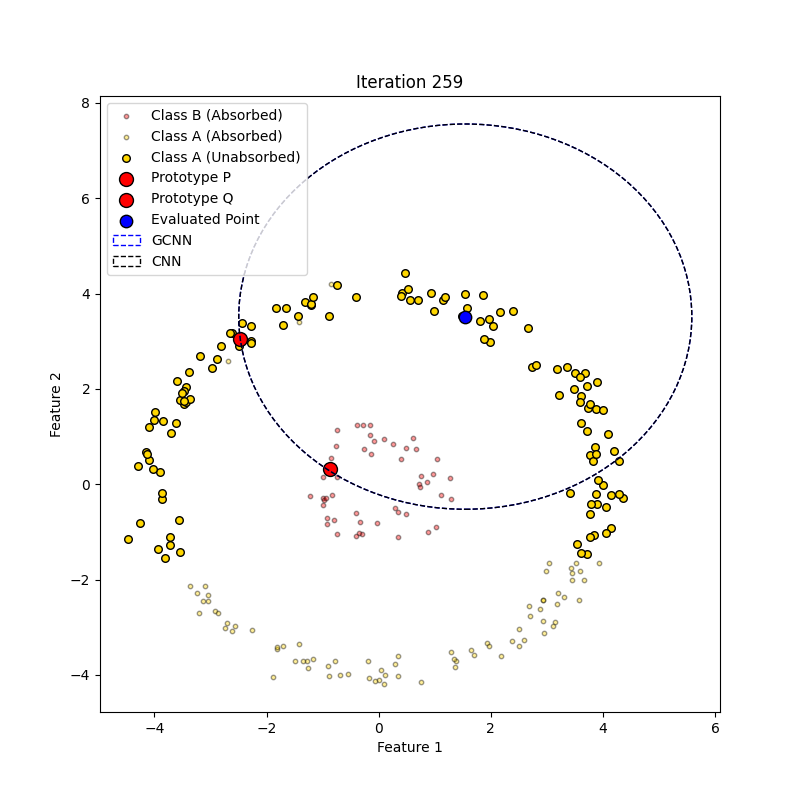 Iteration 259
Class B (Absorbed)
Class A (Absorbed)
Class A (Unabsorbed)
Prototype P
Prototype Q
Evaluated Point
GCNN
CNN
8
6
4
2
0
−2
−4
Feature 2
−4
−2
0
2
4
6
Feature 1